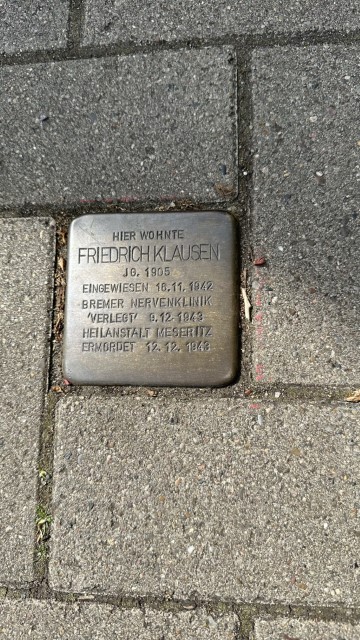 HIER WOHNTE
FRIEDRICH KLAUSEN
JG. 1905
EINGEWIESEN 16.11.1942
BREMER NERVENKLINIK
'VERLEGT' 9.12.1943
HEILANSTALT MESERITZ
ERMORDET 12.12.1943